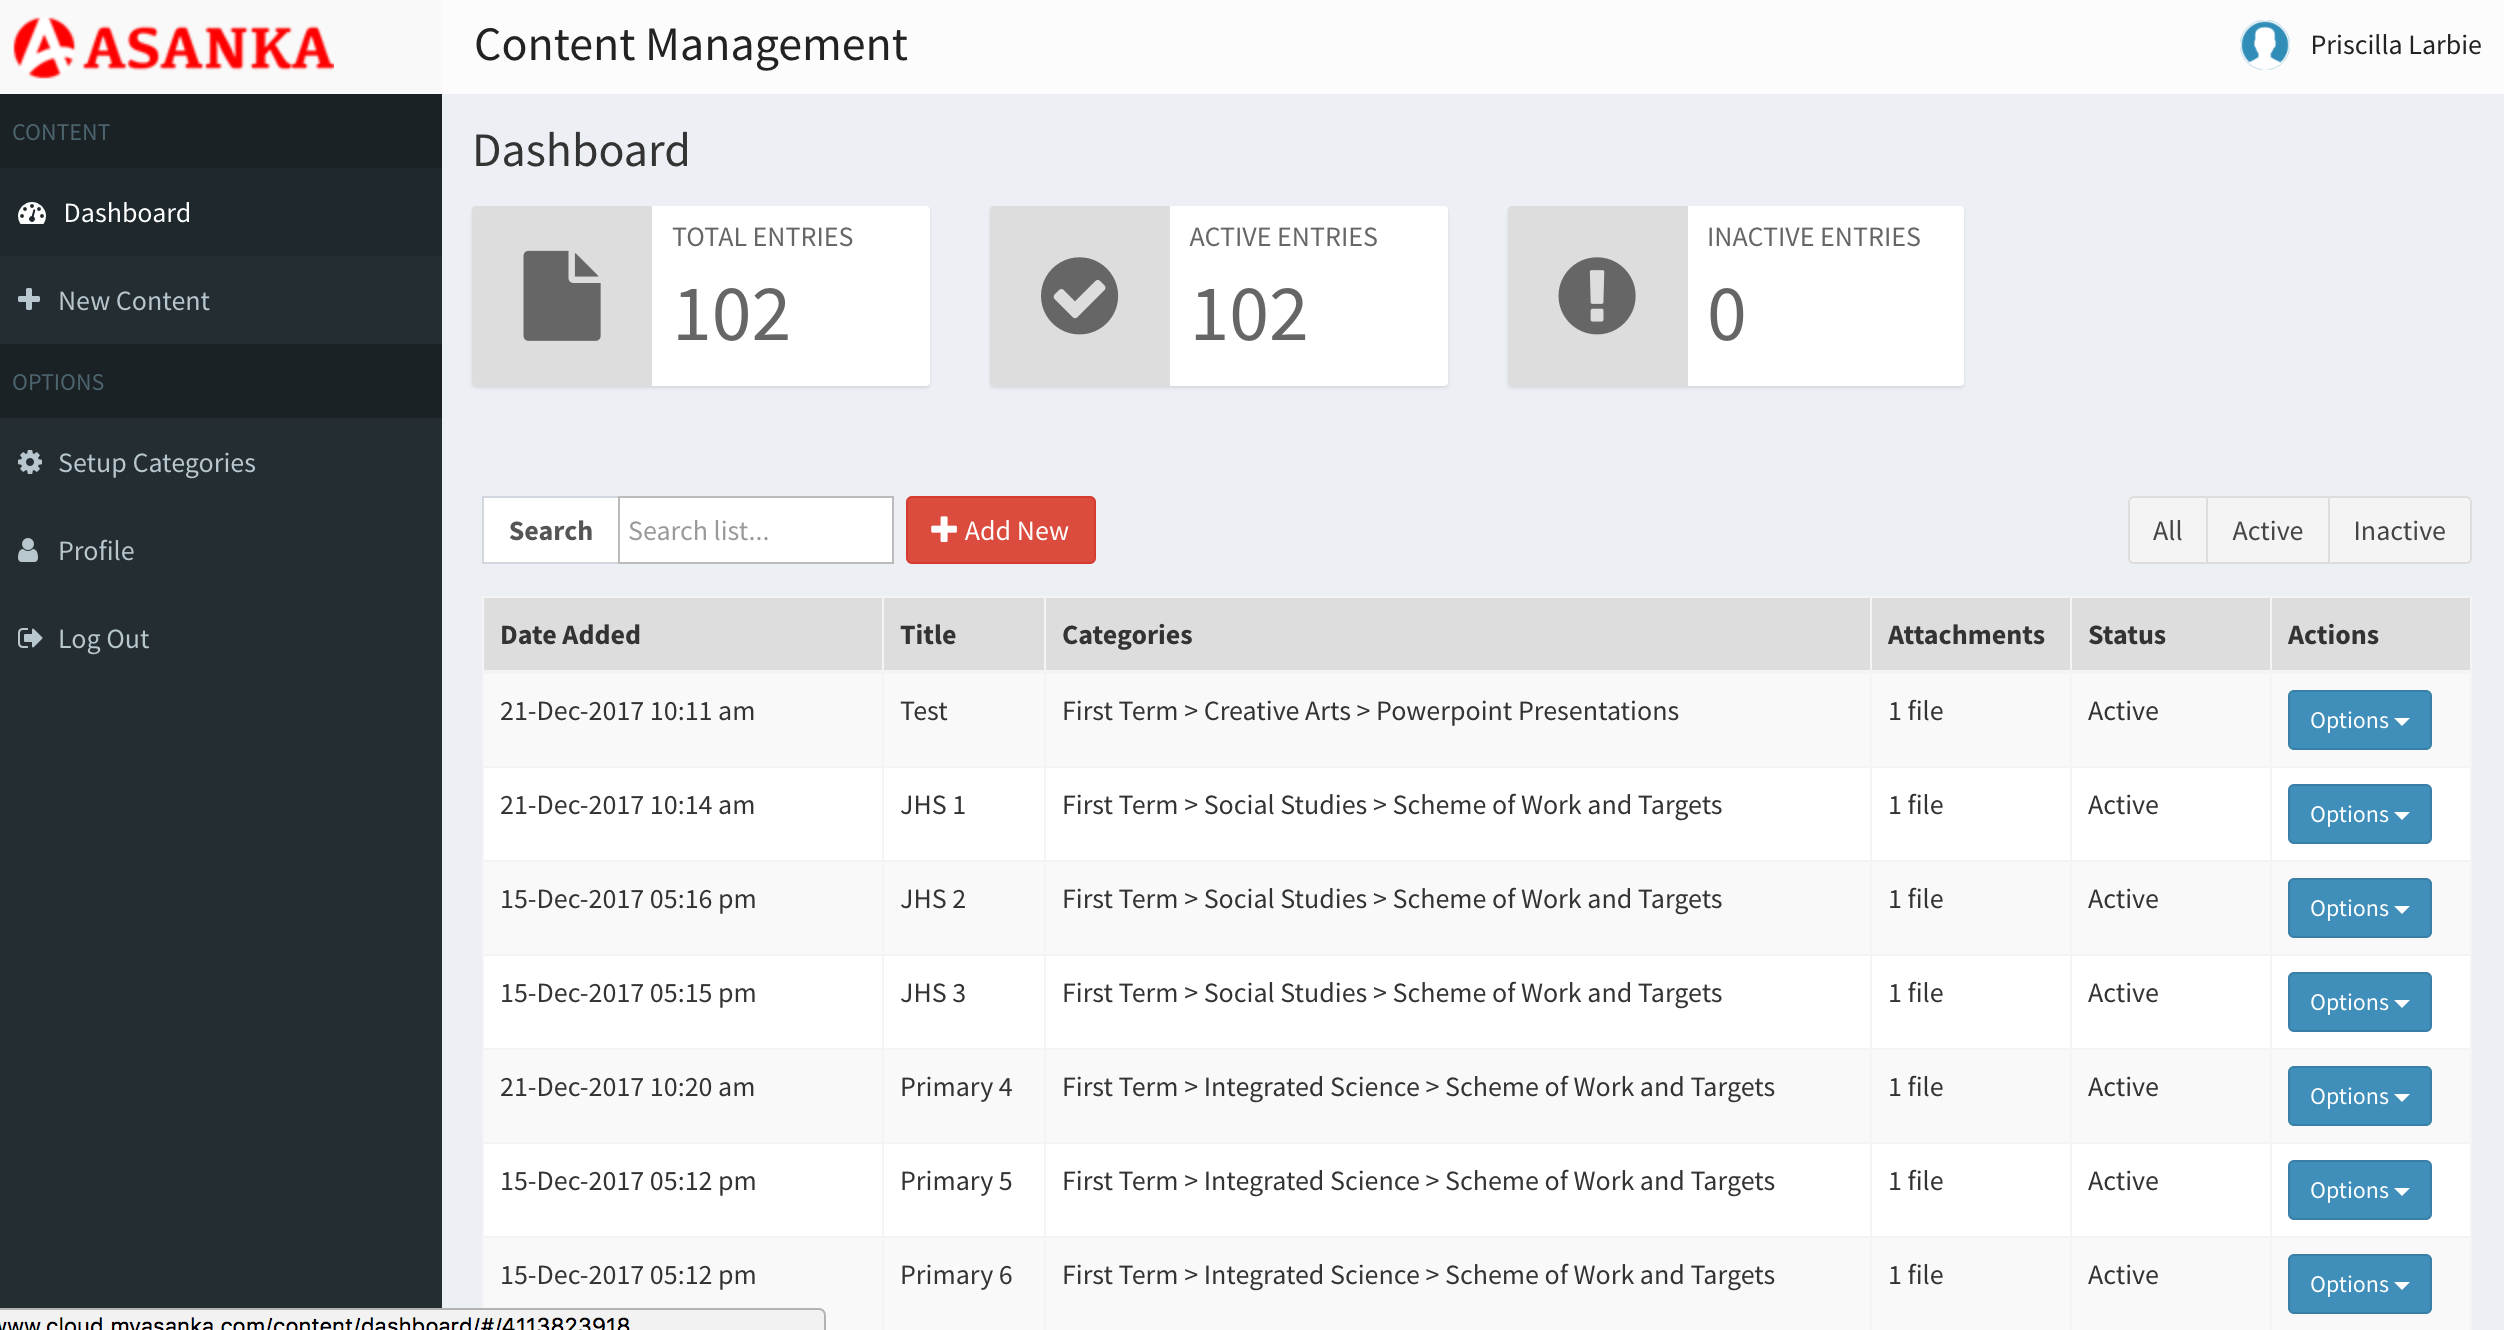 ASANKA
Content Management
Priscilla Larbie
CONTENT
Dashboard
New Content
OPTIONS
Setup Categories
Profile
Log Out
Dashboard
TOTAL ENTRIES
102
ACTIVE ENTRIES
102
INACTIVE ENTRIES
0
Search Search list... Add New All Active Inactive
Date Added Title Categories Attachments Status Actions
21-Dec-2017 10:11 am Test First Term > Creative Arts > Powerpoint Presentations 1 file Active Options
21-Dec-2017 10:14 am JHS 1 First Term > Social Studies > Scheme of Work and Targets 1 file Active Options
15-Dec-2017 05:16 pm JHS 2 First Term > Social Studies > Scheme of Work and Targets 1 file Active Options
15-Dec-2017 05:15 pm JHS 3 First Term > Social Studies > Scheme of Work and Targets 1 file Active Options
21-Dec-2017 10:20 am Primary 4 First Term > Integrated Science > Scheme of Work and Targets 1 file Active Options
15-Dec-2017 05:12 pm Primary 5 First Term > Integrated Science > Scheme of Work and Targets 1 file Active Options
15-Dec-2017 05:12 pm Primary 6 First Term > Integrated Science > Scheme of Work and Targets 1 file Active Options
www.cloud.myasanka.com/content/dashboard/#/4113823918